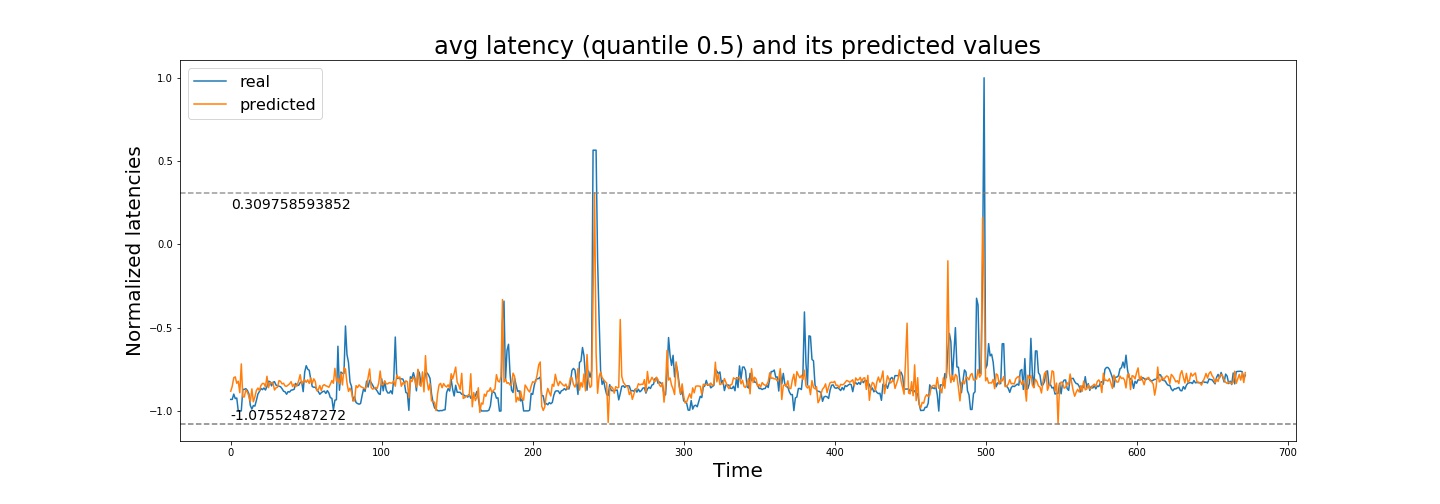 avg latency (quantile 0.5) and its predicted values
real
predicted
1.0
0.5
0.0
−0.5
−1.0
Normalized latencies
0.309758593852
-1.07552487272
0 100 200 300 400 500 600 700
Time